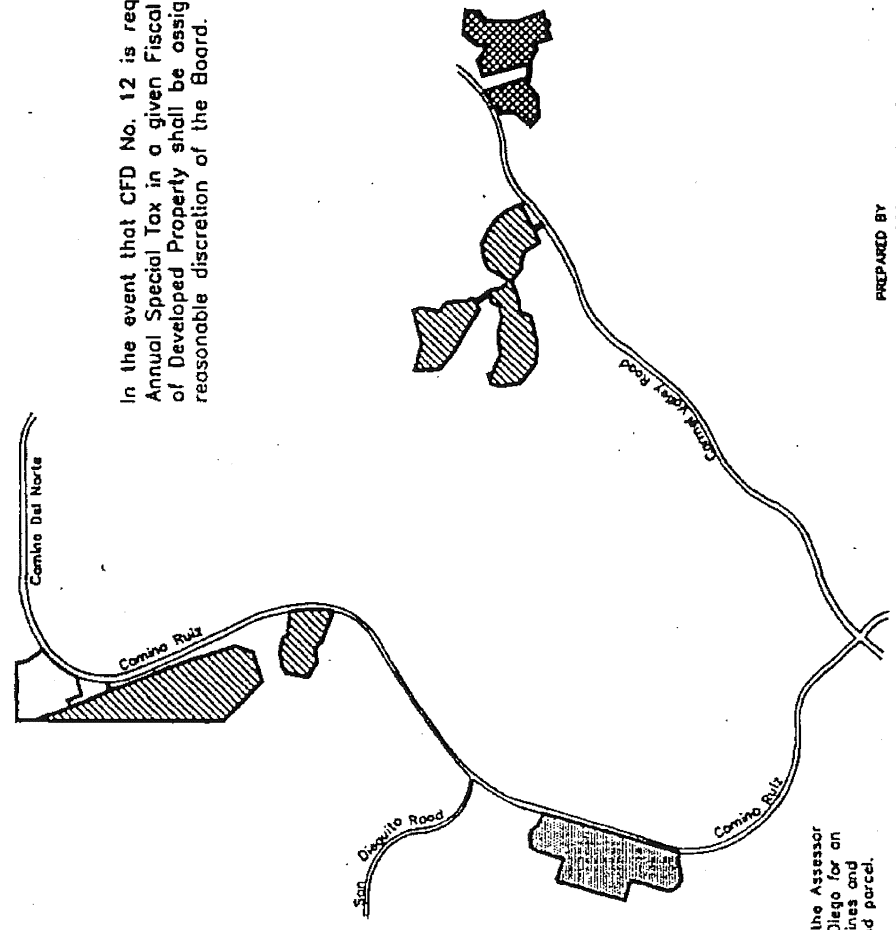 In the event that CFD No. 12 is req
Annual Special Tax in a given Fiscal
of Developed Property shall be assig
reasonable discretion of the Board.
Camino Del Norte
Camino Ruiz
Carmel Valley Road
San Dieguito Road
Camino Ruiz
PREPARED BY
the Assessor
Diego for an
ines and
d parcel.